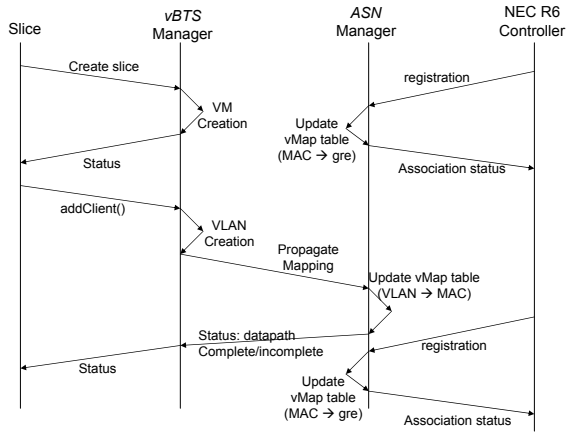 Slice
vBTS
Manager
ASN
Manager
NEC R6
Controller
Create slice
registration
VM
Creation
Update
vMap table
(MAC → gre)
Status
Association status
addClient()
VLAN
Creation
Propagate
Mapping
Update vMap table
(VLAN → MAC)
Status: datapath
Complete/incomplete
registration
Status
Update
vMap table
(MAC → gre)
Association status